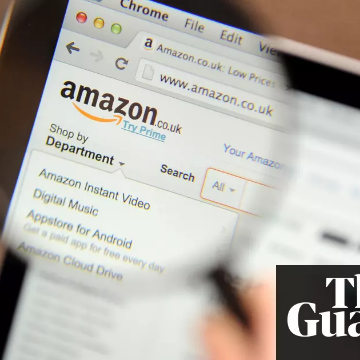 Chrome File Edit Vie
a Amazon.co.uk: Low Prices
www.amazon.co.uk
amazon.co.uk
Try Prime
Shop by
Department
Search
All
Your Amazon
Amazon Instant Video
Digital Music
Appstore for Android
Get a paid app for free every day
Amazon Cloud Drive
Th
Gua